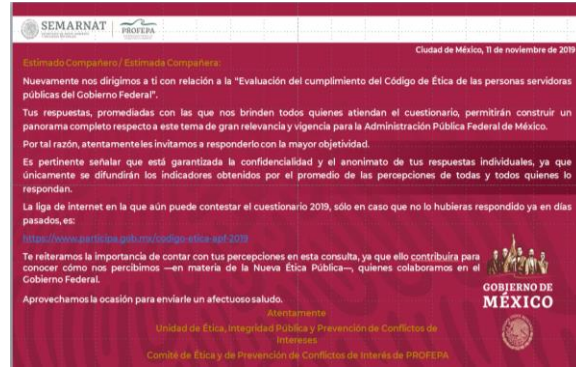 SEMARNAT
PROFEPA
Ciudad de México, 11 de noviembre de 2019
Estimado Compañero / Estimada Compañera:
Nuevamente nos dirigimos a ti con relación a la “Evaluación del cumplimiento del Código de Ética de las personas servidoras
públicas del Gobierno Federal”.
Tus respuestas, promediadas con las que nos brinden todos quienes atiendan el cuestionario, permitirán construir un
panorama completo respecto a este tema de gran relevancia y vigencia para la Administración Pública Federal de México.
Por tal razón, atentamente les invitamos a responderlo con la mayor objetividad.
Es pertinente señalar que está garantizada la confidencialidad y el anonimato de tus respuestas individuales, ya que
únicamente se difundirán los indicadores obtenidos por el promedio de las percepciones de todas y todos quienes lo
respondan.
La liga de internet en la que aún puede contestar el cuestionario 2019, sólo en caso que no lo hubieras respondido ya en días
pasados, es:
https://www.participa.gob.mx/codigo-etica-apf-2019
Te reiteramos la importancia de contar con tus percepciones en esta consulta, ya que ello contribuira para
conocer cómo nos percibimos —en materia de la Nueva Ética Pública—, quienes colaboramos en el
Gobierno Federal.
GOBIERNO DE
MÉXICO
Aprovechamos la ocasión para enviarle un afectuoso saludo.
Atentamente
Unidad de Ética, Integridad Pública y Prevención de Conflictos de
Intereses
Comité de Ética y de Prevención de Conflictos de Interés de PROFEPA